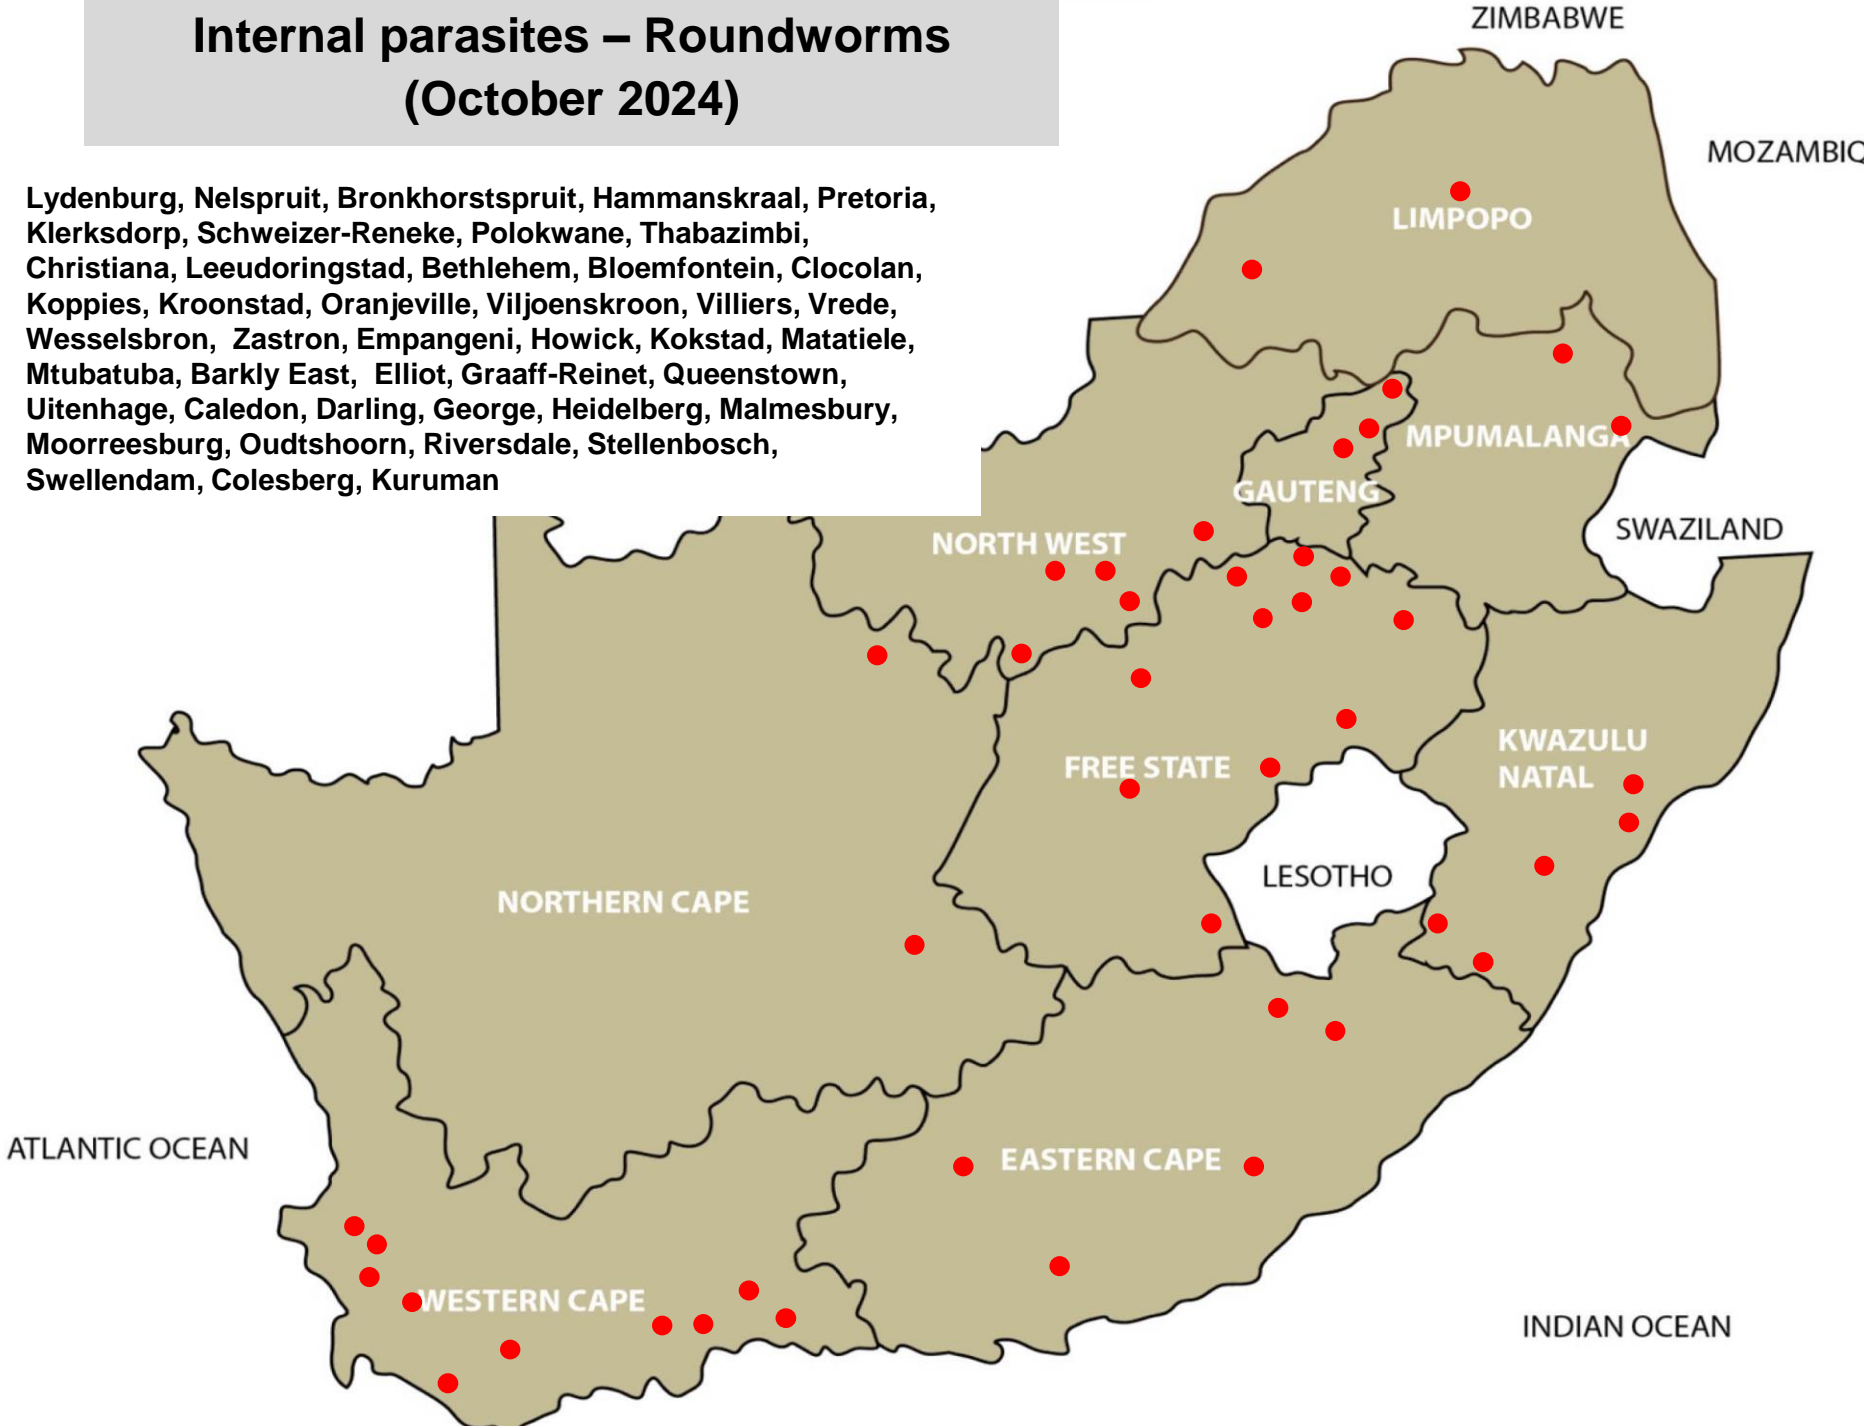 Internal parasites – Roundworms
(October 2024)
Lydenburg, Nelspruit, Bronkhorstspruit, Hammanskraal, Pretoria,
Klerksdorp, Schweizer-Reneke, Polokwane, Thabazimbi,
Christiana, Leeudoringstad, Bethlehem, Bloemfontein, Clocolan,
Koppies, Kroonstad, Oranjeville, Viljoenskroon, Villiers, Vrede,
Wesselsbron, Zastron, Empangeni, Howick, Kokstad, Matatiele,
Mtubatuba, Barkly East, Elliot, Graaff-Reinet, Queenstown,
Uitenhage, Caledon, Darling, George, Heidelberg, Malmesbury,
Moorreesburg, Oudtshoorn, Riversdale, Stellenbosch,
Swellendam, Colesberg, Kuruman
ZIMBABWE
MOZAMBIQ
LIMPOPO
MPUMALANGA
GAUTENG
SWAZILAND
NORTH WEST
KWAZULU
NATAL
FREE STATE
LESOTHO
NORTHERN CAPE
ATLANTIC OCEAN
EASTERN CAPE
WESTERN CAPE
INDIAN OCEAN